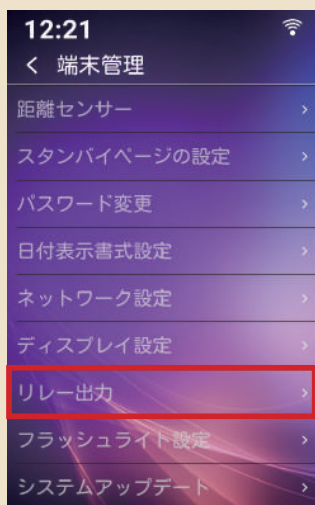 12:21
< 端末管理
距離センサー >
スタンバイページの設定 >
パスワード変更 >
日付表示書式設定 >
ネットワーク設定 >
ディスプレイ設定 >
リレー出力 >
フラッシュライト設定 >
システムアップデート >